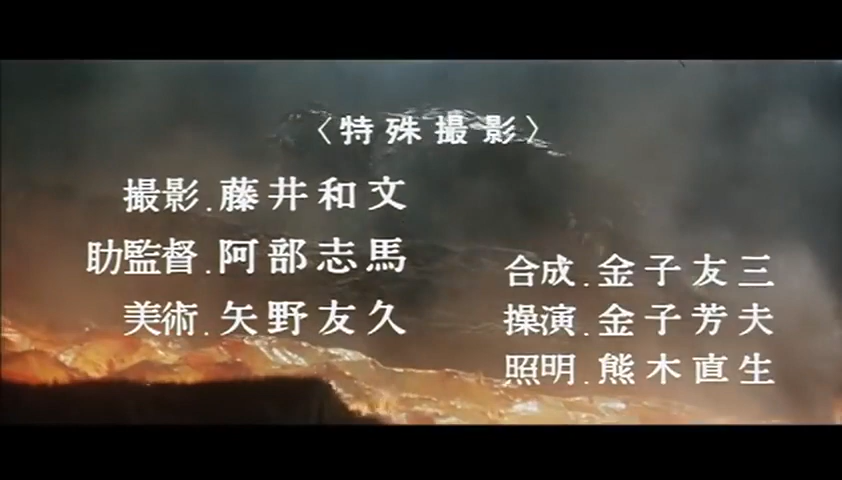 〈特殊撮影〉
撮影．藤井和文
助監督．阿部志馬
美術．矢野友久
合成．金子友三
操演．金子芳夫
照明．熊木直生